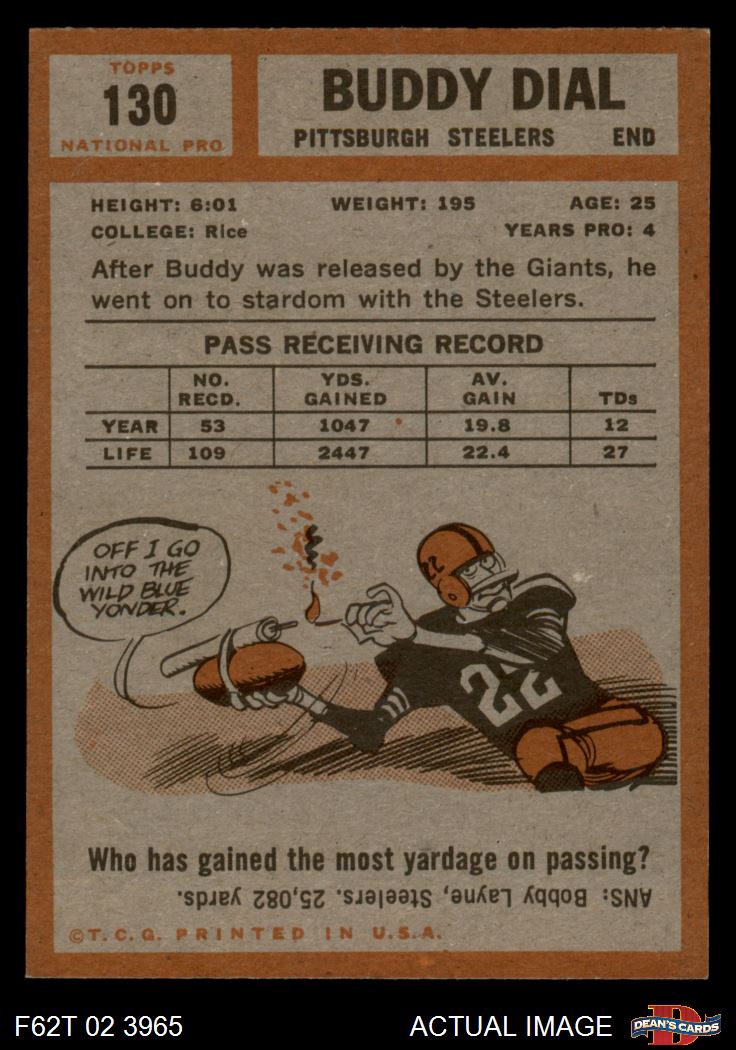 TOPPS
130
NATIONAL PRO
BUDDY DIAL
PITTSBURGH STEELERS END
HEIGHT: 6:01 WEIGHT: 195 AGE: 25
COLLEGE: Rice YEARS PRO: 4
After Buddy was released by the Giants, he
went on to stardom with the Steelers.
PASS RECEIVING RECORD
NO. RECD. YDS. GAINED AV. GAIN TDs
YEAR 53 1047 19.8 12
LIFE 109 2447 22.4 27
OFF I GO
INTO THE
WILD BLUE
YONDER.
22
22
Who has gained the most yardage on passing?
ANS: Bobby Layne, Steelers. 25,082 yards.
©T.C.G. PRINTED IN U.S.A.
F62T 02 3965 ACTUAL IMAGE DEAN'S CARDS